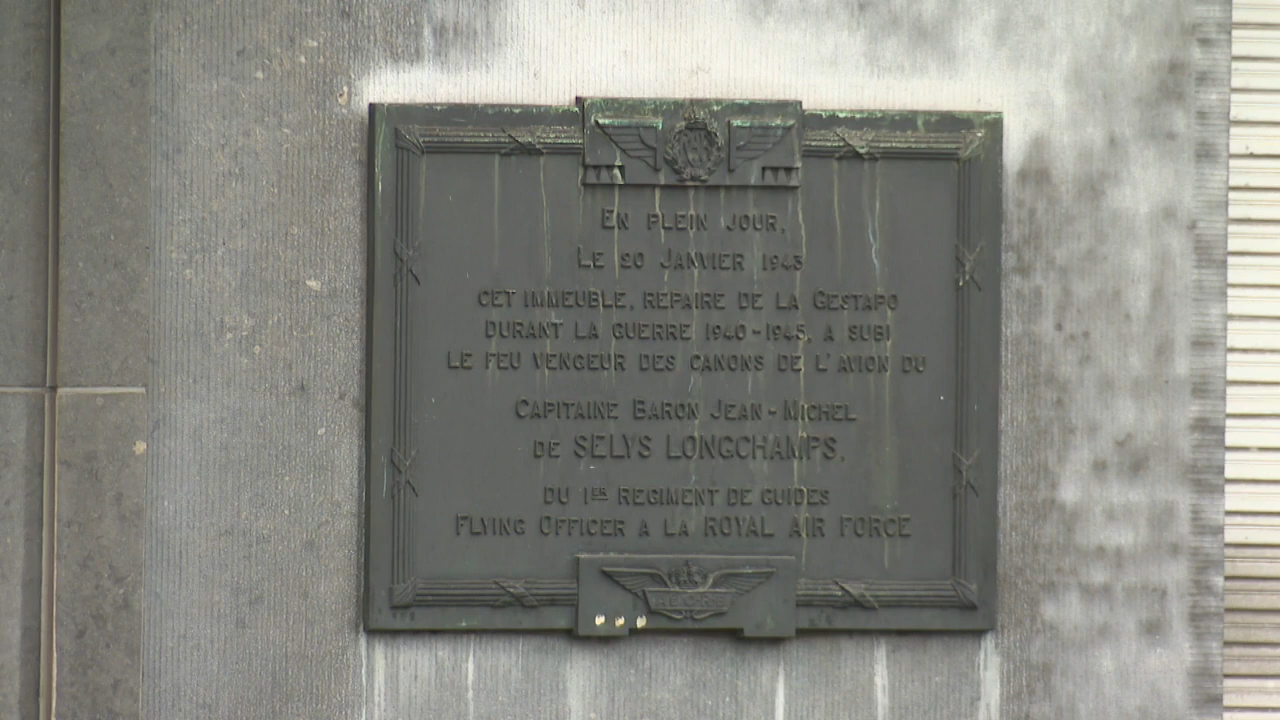 EN PLEIN JOUR,
LE 20 JANVIER 1943
CET IMMEUBLE, REPAIRE DE LA GESTAPO
DURANT LA GUERRE 1940-1945, A SUBI
LE FEU VENGEUR DES CANONS DE L'AVION DU
CAPITAINE BARON JEAN-MICHEL
DE SELYS LONGCHAMPS,
DU 1ER REGIMENT DE GUIDES
FLYING OFFICER A LA ROYAL AIR FORCE